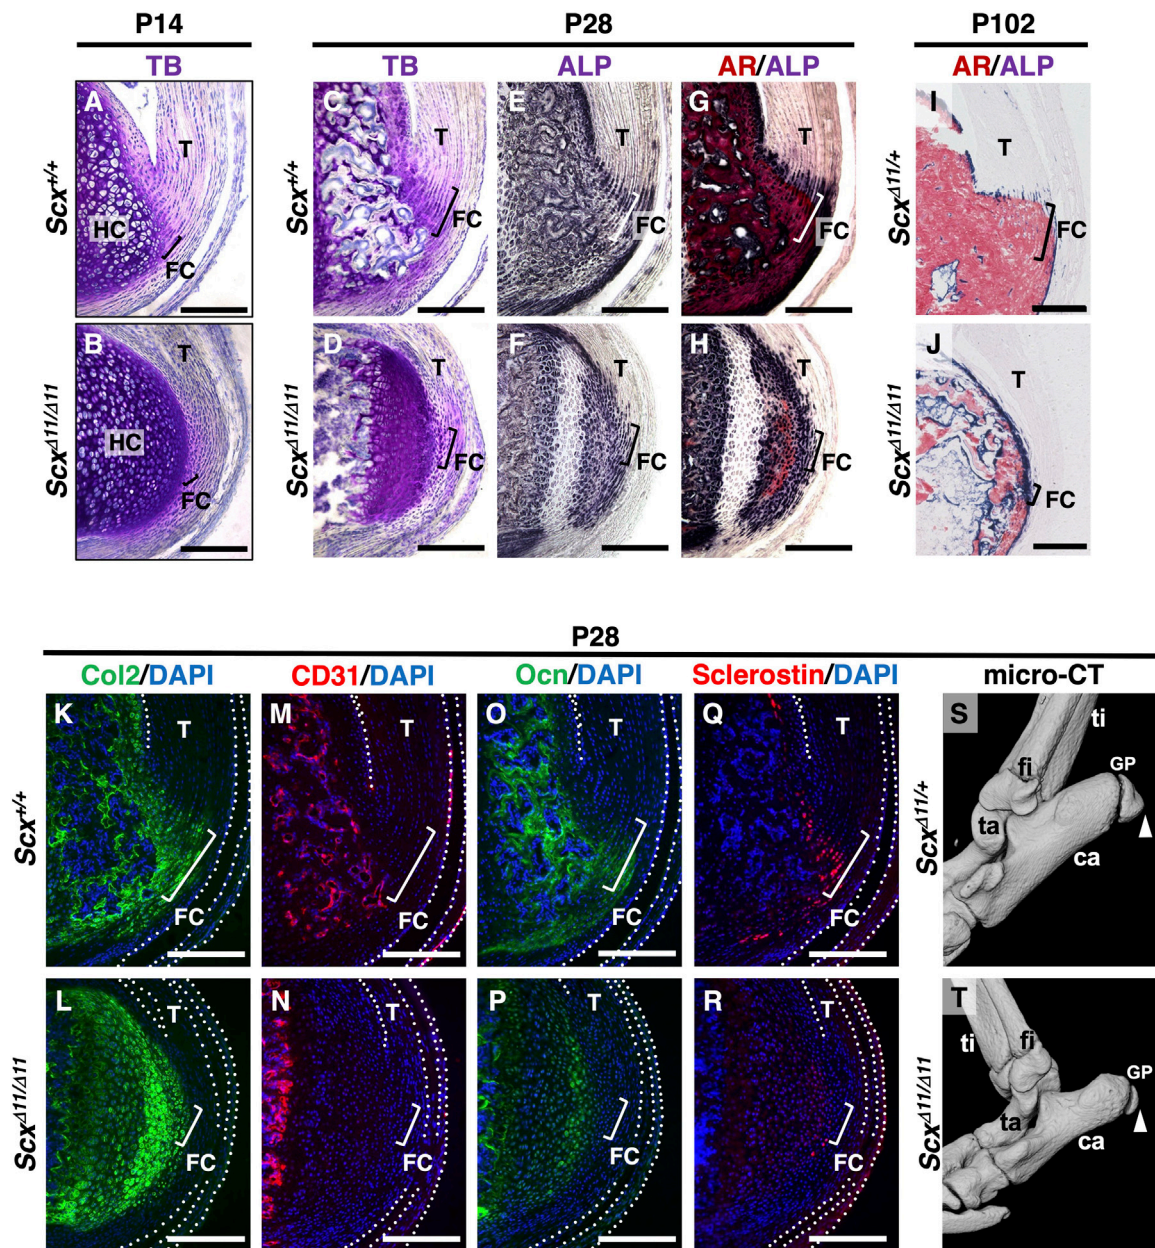 P14 P28 P102
TB TB ALP AR/ALP AR/ALP
Scx+/+ A T HC FC C T FC E T FC G T FC ScxΔ11/+ I T FC
ScxΔ11/Δ11 B T HC FC D T FC F T FC H T FC ScxΔ11/Δ11 J T FC
P28
Col2/DAPI CD31/DAPI Ocn/DAPI Sclerostin/DAPI micro-CT
Scx+/+ K T FC M T FC O T FC Q T FC ScxΔ11/+ S ti fi GP ta ca
ScxΔ11/Δ11 L T FC N T FC P T FC R T FC ScxΔ11/Δ11 T ti fi GP ta ca